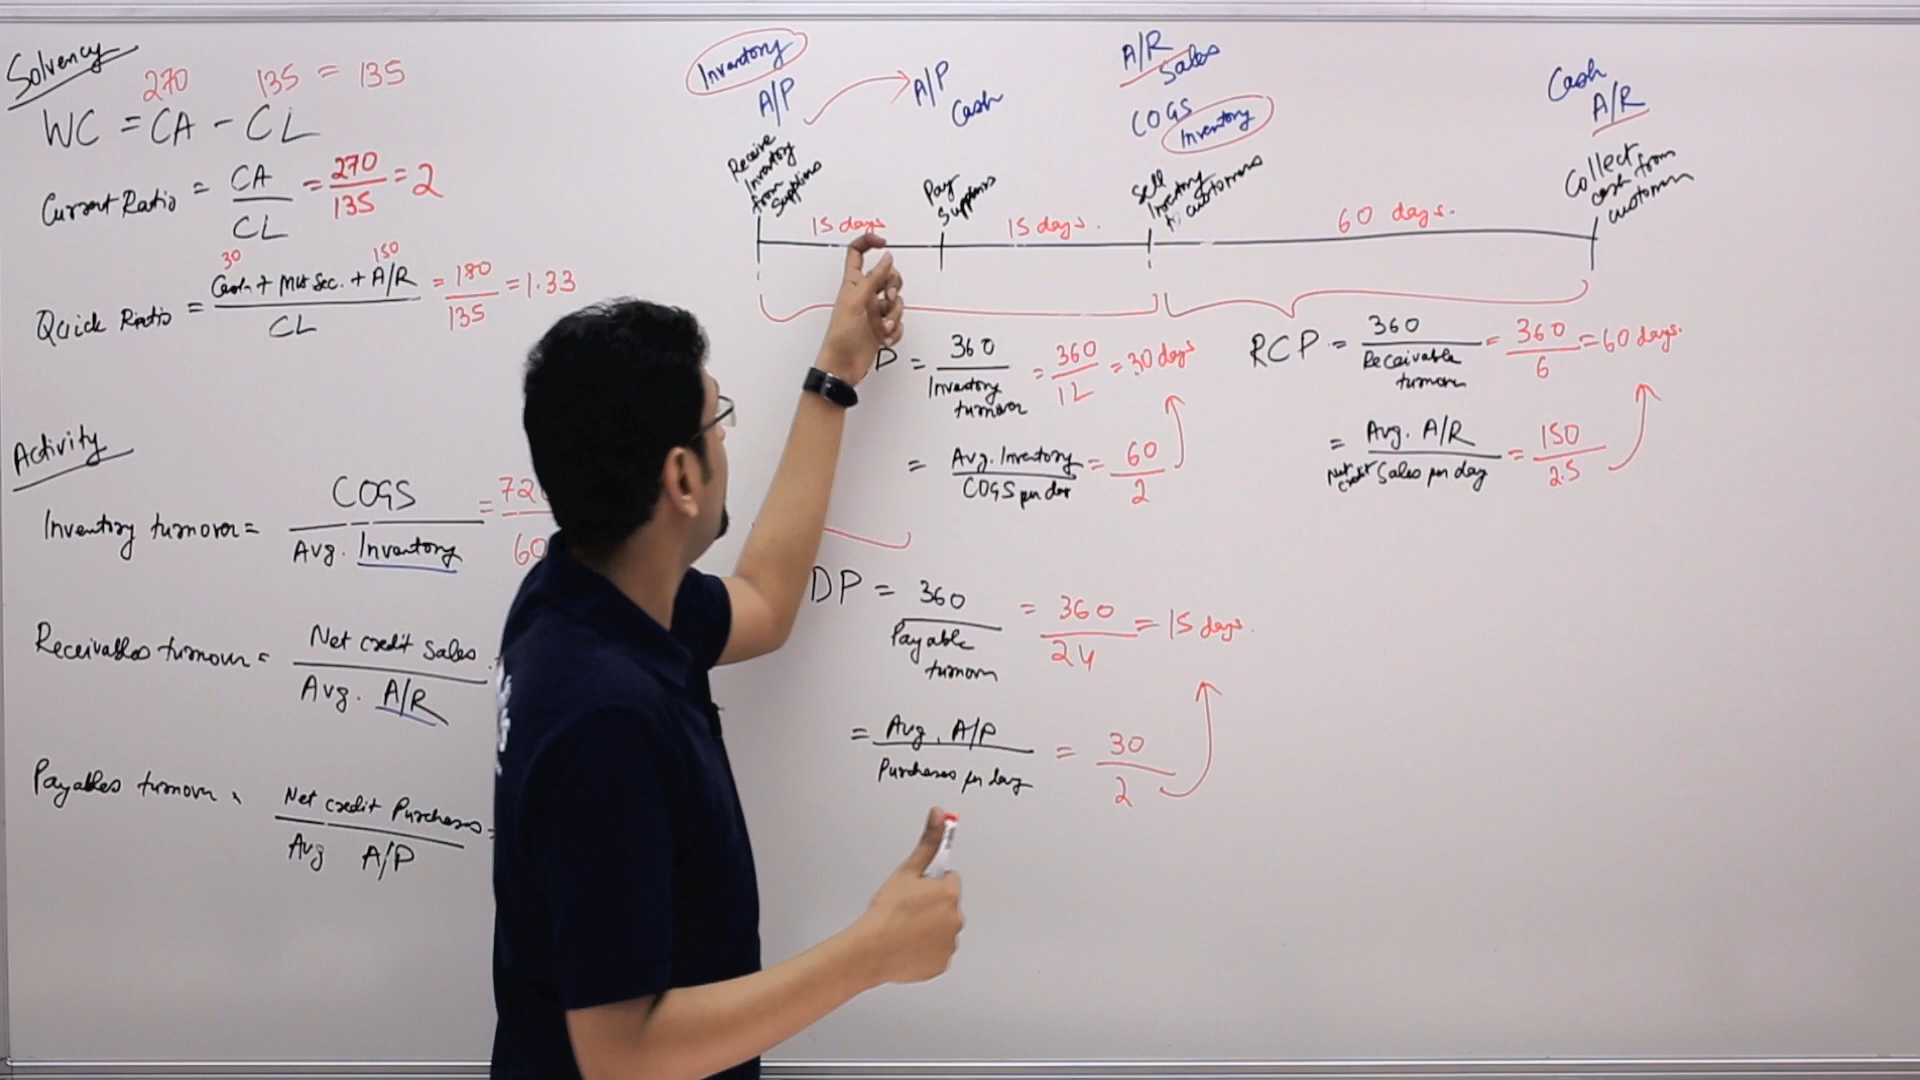 Solvency
270 135 = 135
WC = CA - CL
Current Ratio = CA / CL = 270 / 135 = 2
30 150
Quick Ratio = Cash + Mkt Sec. + A/R / CL = 180 / 135 = 1.33
Activity
Inventory turnover = COGS / Avg. Inventory = 720 / 60
Receivables turnover = Net credit sales / Avg. A/R
Payables turnover = Net credit Purchases / Avg A/P =
Inventory
A/P
A/P
Cash
A/R
Sales
COGS
Inventory
Cash
A/R
Receive
Inventory
from
Suppliers
Pay
Suppliers
Sell
Inventory
to customers
Collect
cash from
customers
15 days
15 days.
60 days.
P = 360 / Inventory turnover = 360 / 12 = 30 days
= Avg. Inventory / COGS per day = 60 / 2
RCP = 360 / Receivable turnover = 360 / 6 = 60 days.
= Avg. A/R / Net credit Sales per day = 150 / 2.5
DP = 360 / Payable turnover = 360 / 24 = 15 days.
= Avg. A/P / Purchases per day = 30 / 2